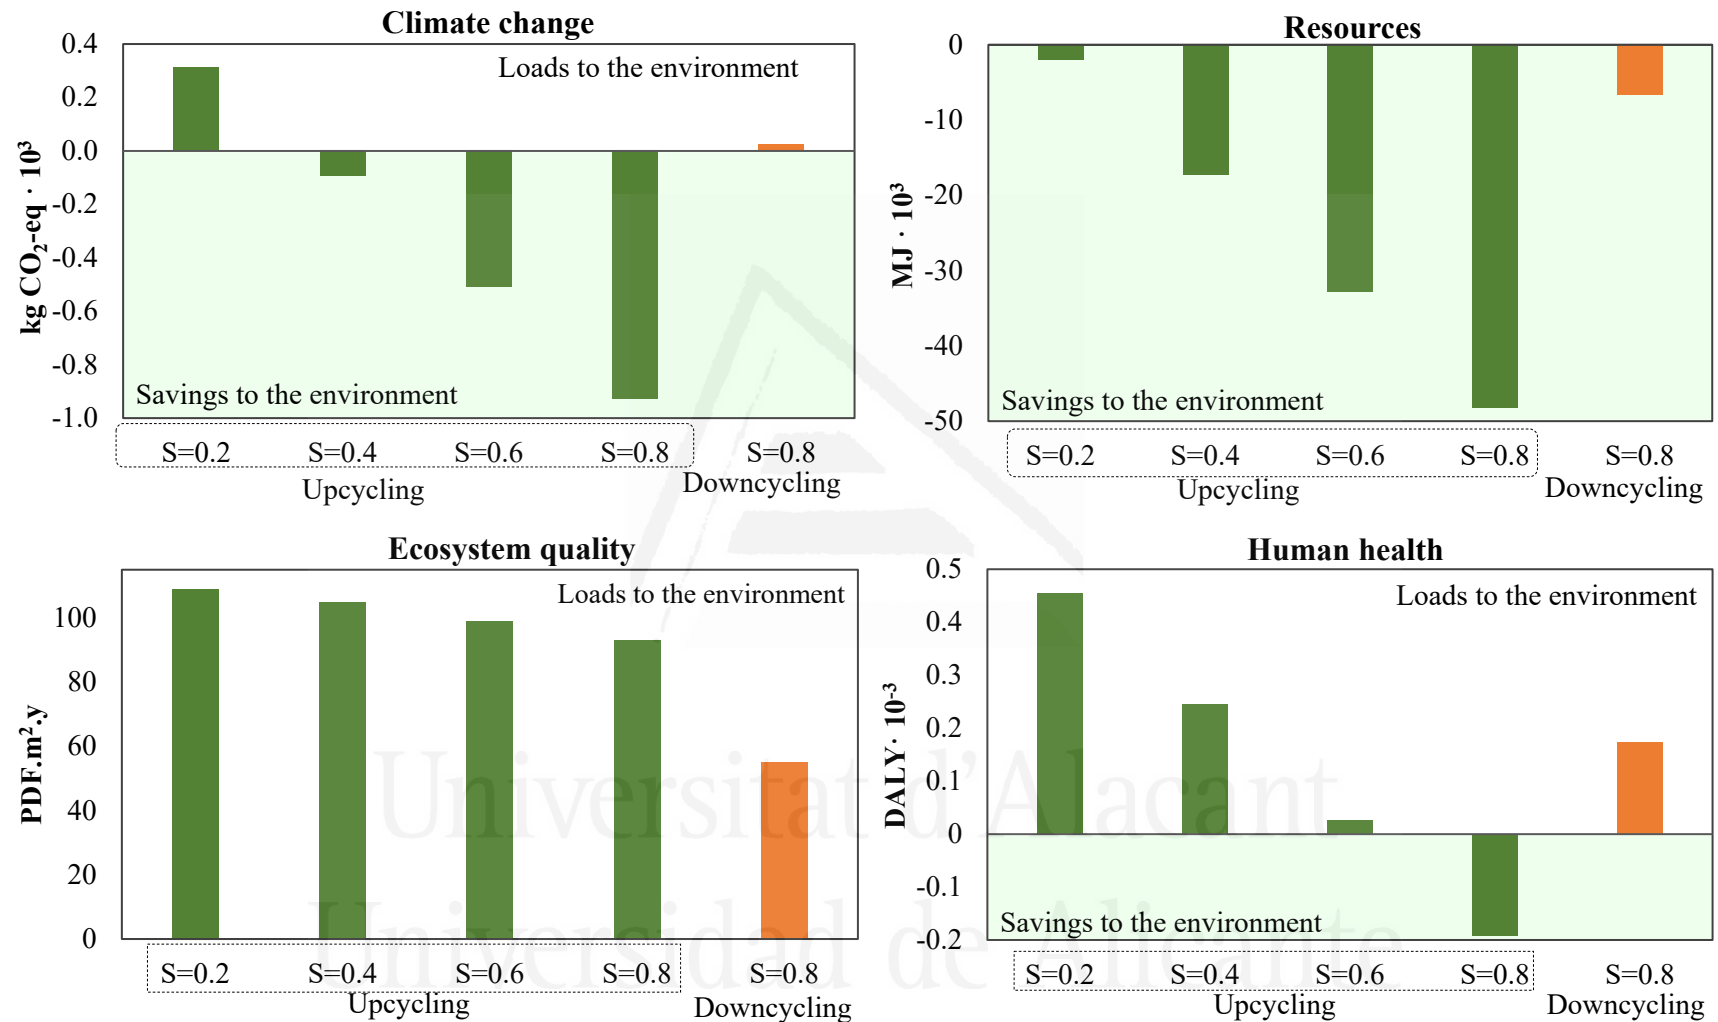 Climate change
0.4
0.2
0.0
-0.2
-0.4
-0.6
-0.8
-1.0
kg CO₂-eq · 10³
Loads to the environment
Savings to the environment
S=0.2 S=0.4 S=0.6 S=0.8 S=0.8
Upcycling Downcycling
Resources
0
-10
-20
-30
-40
-50
MJ · 10³
Savings to the environment
S=0.2 S=0.4 S=0.6 S=0.8 S=0.8
Upcycling Downcycling
Ecosystem quality
100
80
60
40
20
0
PDF.m².y
Loads to the environment
S=0.2 S=0.4 S=0.6 S=0.8 S=0.8
Upcycling Downcycling
Human health
0.5
0.4
0.3
0.2
0.1
0
-0.1
-0.2
DALY· 10⁻³
Loads to the environment
Savings to the environment
S=0.2 S=0.4 S=0.6 S=0.8 S=0.8
Upcycling Downcycling
Universitat d'Alacant
Universidad de Alicante